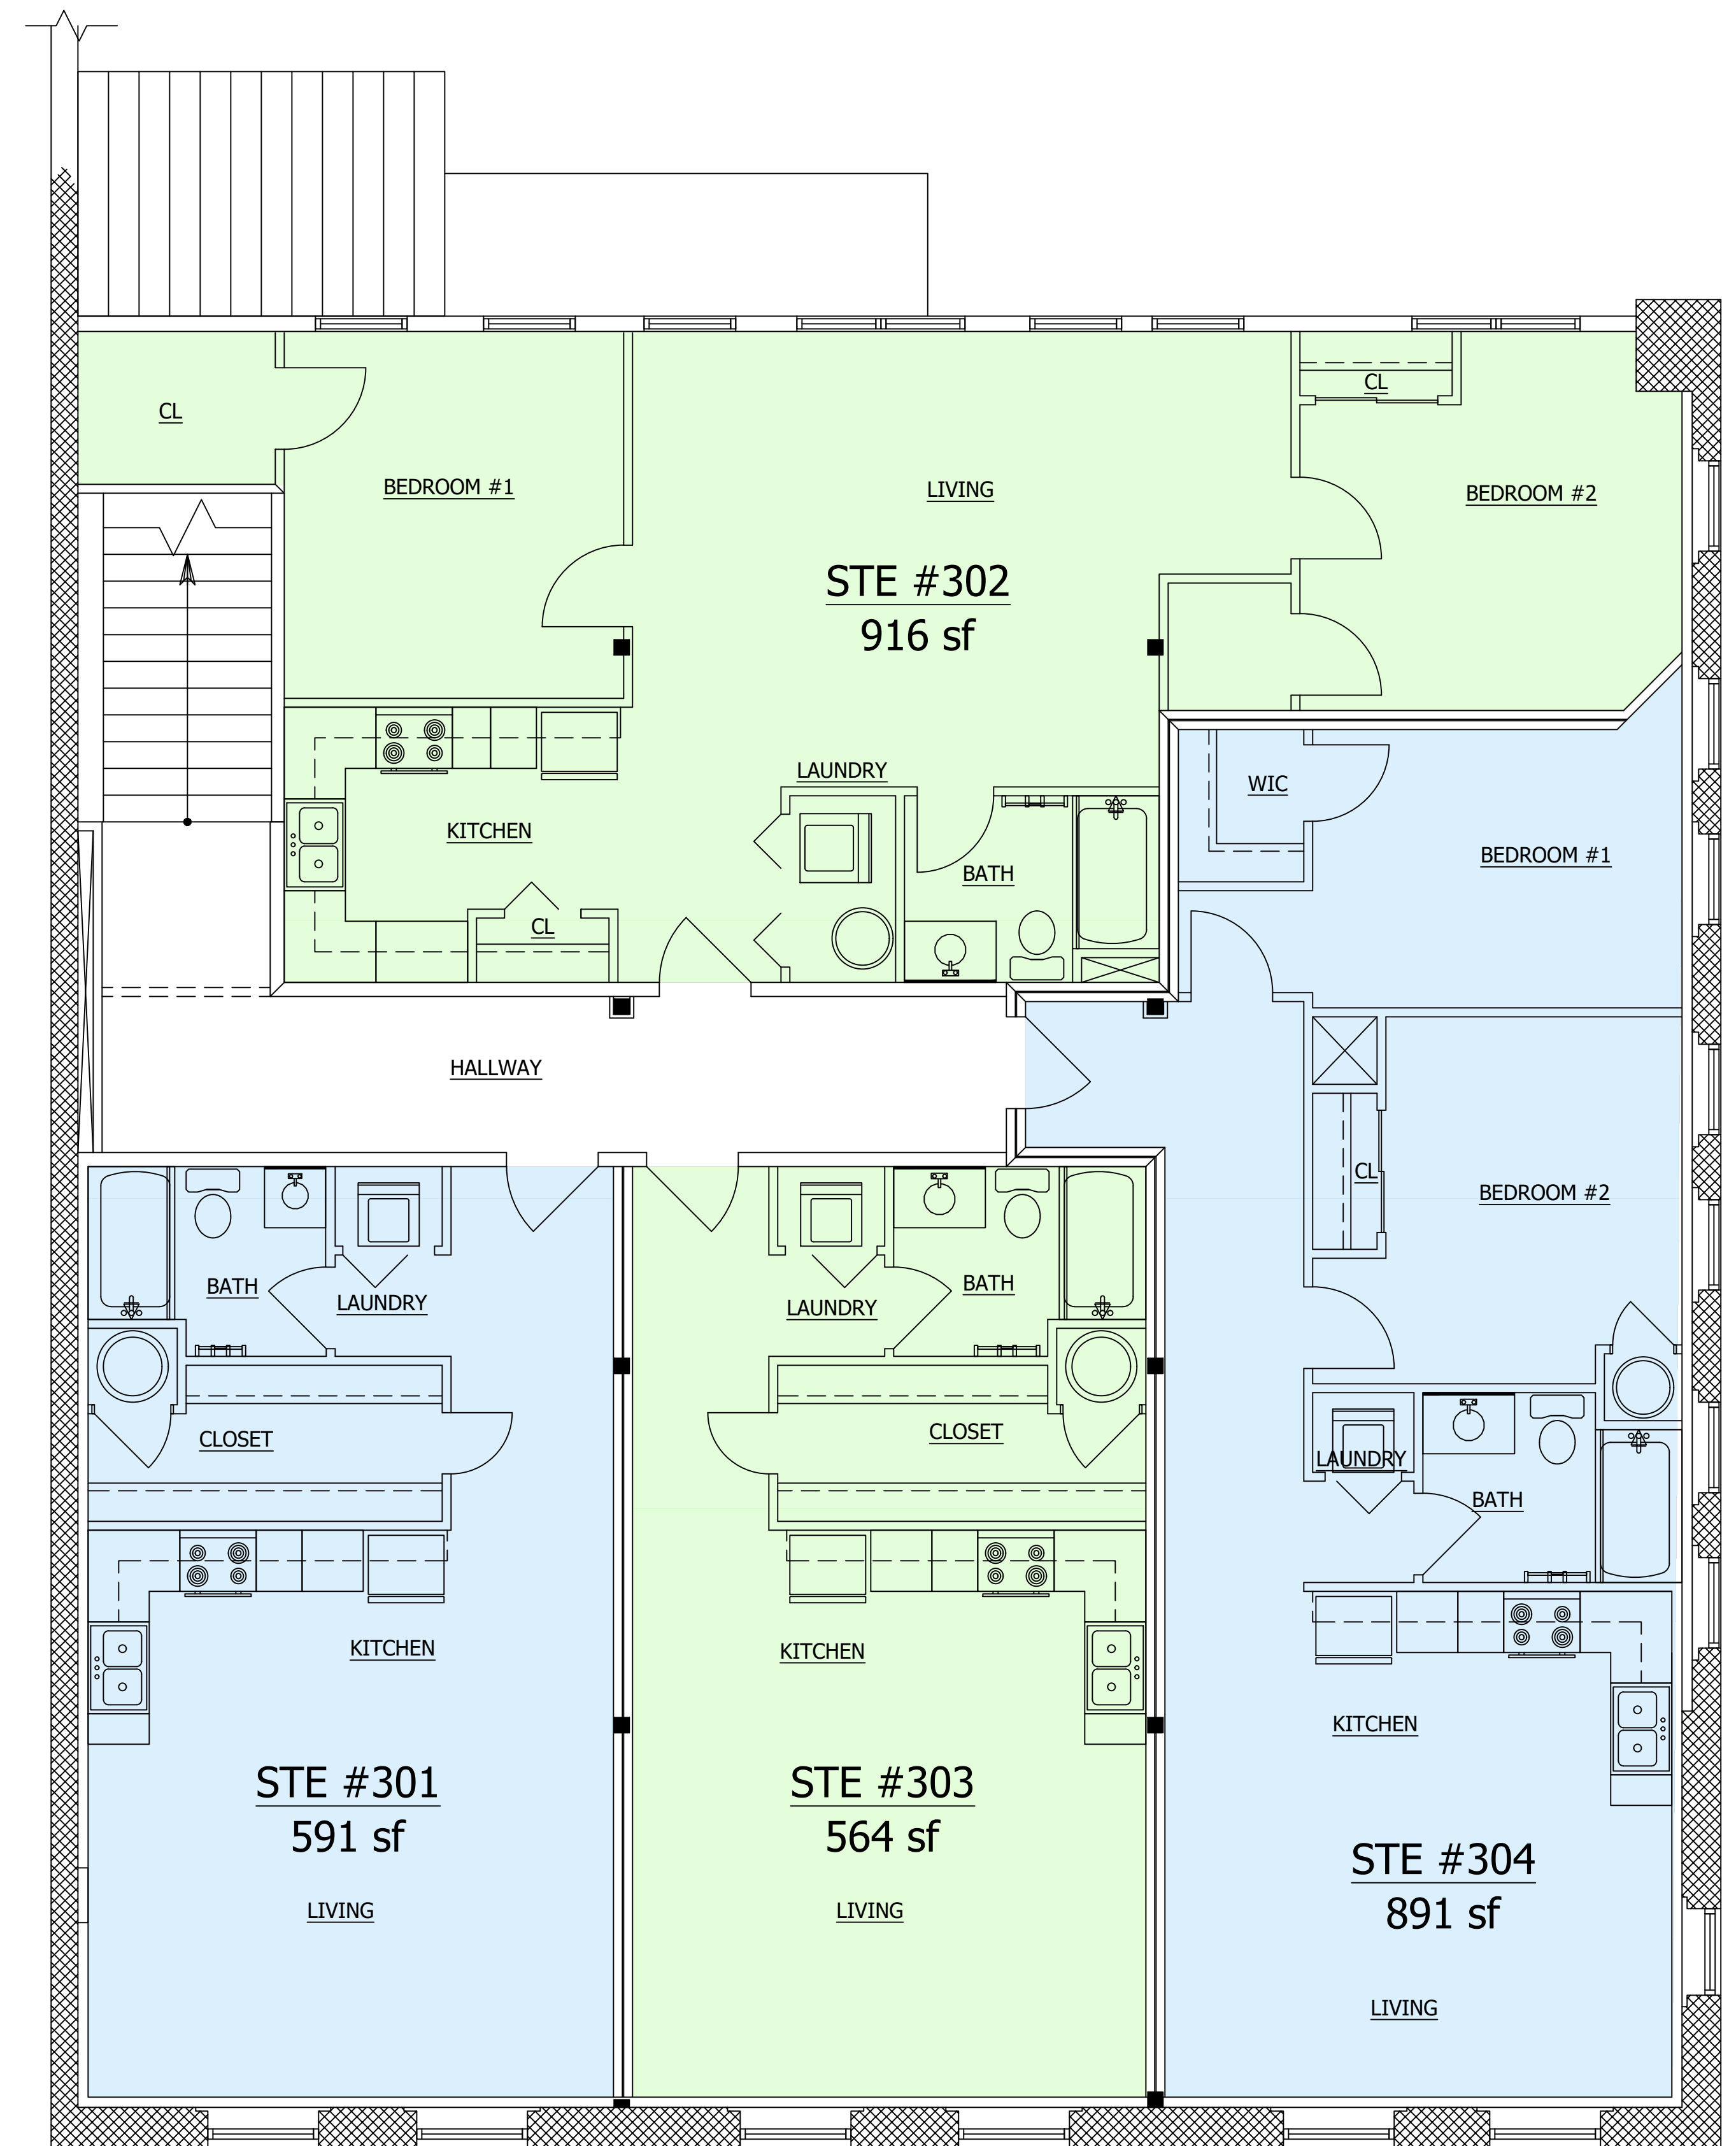 CL
BEDROOM #1
LIVING
CL
BEDROOM #2
STE #302
916 sf
LAUNDRY
KITCHEN
BATH
CL
WIC
BEDROOM #1
HALLWAY
CL
BEDROOM #2
BATH
LAUNDRY
LAUNDRY
BATH
CLOSET
CLOSET
LAUNDRY
BATH
KITCHEN
KITCHEN
KITCHEN
STE #301
591 sf
LIVING
STE #303
564 sf
LIVING
STE #304
891 sf
LIVING